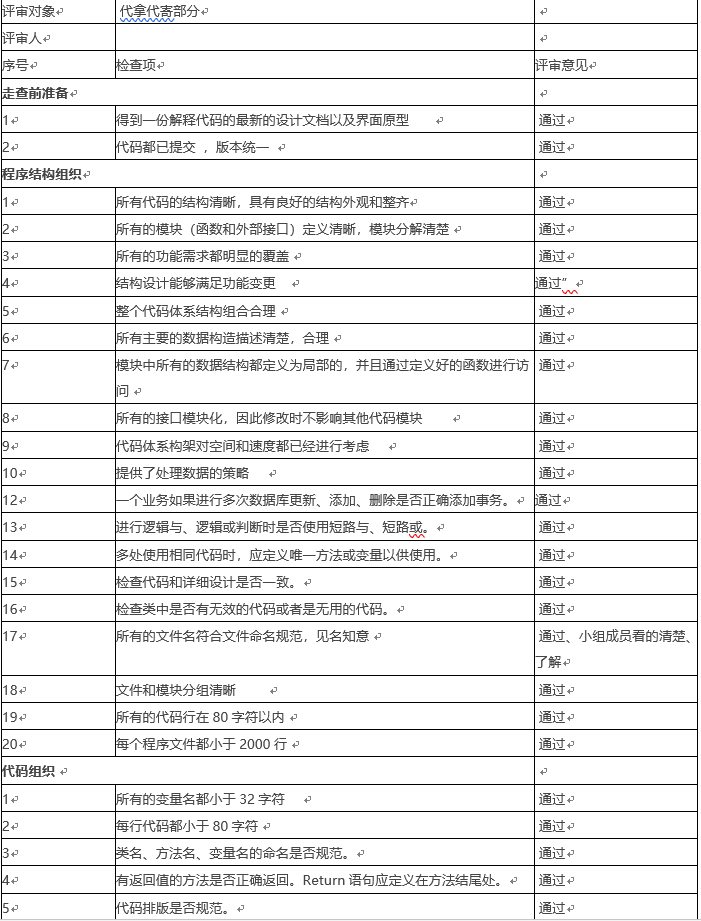 评审对象 代拿代寄部分
评审人
序号 检查项 评审意见
走查前准备
1 得到一份解释代码的最新的设计文档以及界面原型 通过
2 代码都已提交 ，版本统一 通过
程序结构组织
1 所有代码的结构清晰，具有良好的结构外观和整齐 通过
2 所有的模块（函数和外部接口）定义清晰，模块分解清楚 通过
3 所有的功能需求都明显的覆盖 通过
4 结构设计能够满足功能变更 通过”
5 整个代码体系结构组合合理 通过
6 所有主要的数据构造描述清楚，合理 通过
7 模块中所有的数据结构都定义为局部的，并且通过定义好的函数进行访 通过
问
8 所有的接口模块化，因此修改时不影响其他代码模块 通过
9 代码体系构架对空间和速度都已经进行考虑 通过
10 提供了处理数据的策略 通过
12 一个业务如果进行多次数据库更新、添加、删除是否正确添加事务。 通过
13 进行逻辑与、逻辑或判断时是否使用短路与、短路或。 通过
14 多处使用相同代码时，应定义唯一方法或变量以供使用。 通过
15 检查代码和详细设计是否一致。 通过
16 检查类中是否有无效的代码或者是无用的代码。 通过
17 所有的文件名符合文件命名规范，见名知意 通过、小组成员看的清楚、
了解
18 文件和模块分组清晰 通过
19 所有的代码行在 80 字符以内 通过
20 每个程序文件都小于 2000 行 通过
代码组织
1 所有的变量名都小于 32 字符 通过
2 每行代码都小于 80 字符 通过
3 类名、方法名、变量名的命名是否规范。 通过
4 有返回值的方法是否正确返回。Return 语句应定义在方法结尾处。 通过
5 代码排版是否规范。 通过